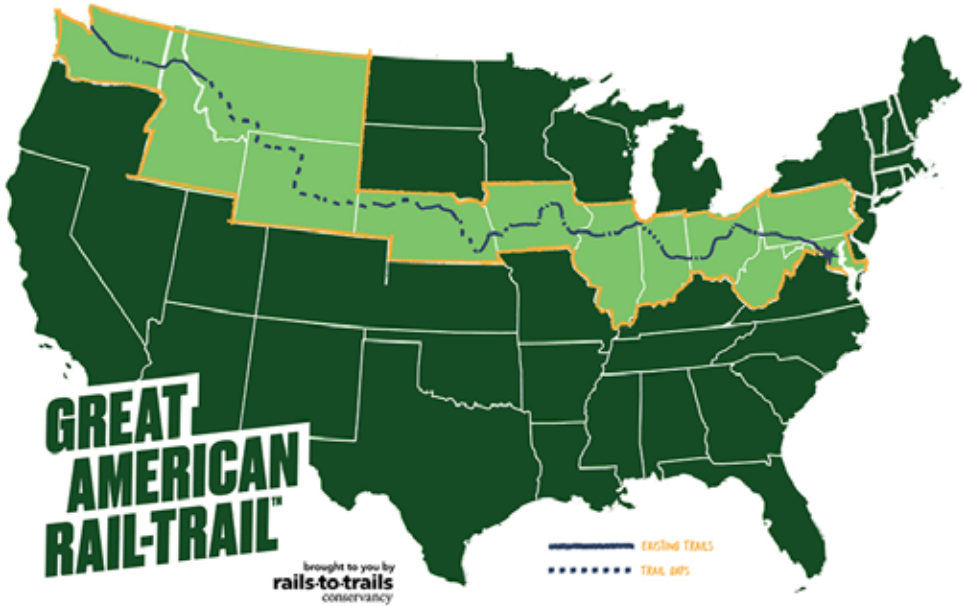 GREAT
AMERICAN
RAIL-TRAIL™
brought to you by
rails·to·trails
conservancy
EXISTING TRAILS
TRAIL GAPS